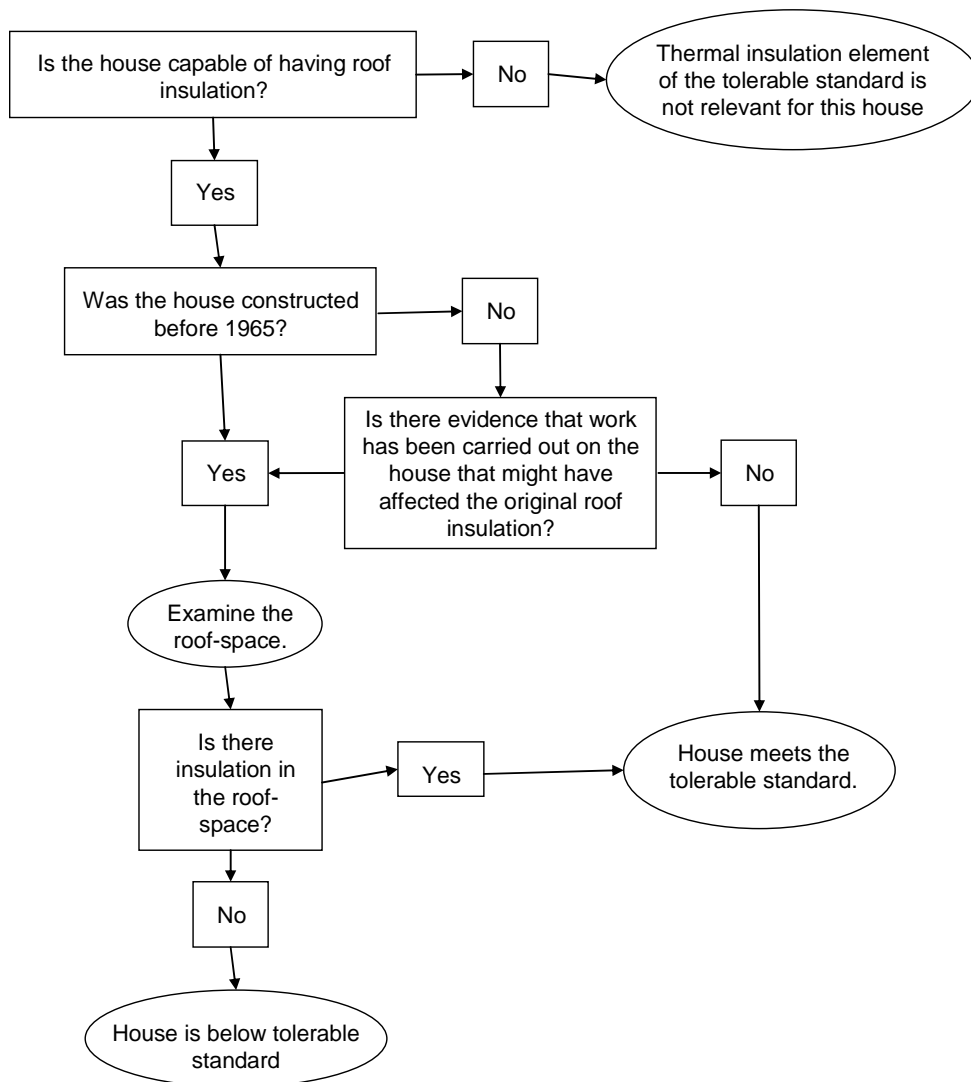 Is the house capable of having roof
insulation?
No
Thermal insulation element
of the tolerable standard is
not relevant for this house
Yes
Was the house constructed
before 1965?
No
Is there evidence that work
has been carried out on the
house that might have
affected the original roof
insulation?
Yes
No
Examine the
roof-space.
Is there
insulation in
the roof-
space?
Yes
House meets the
tolerable standard.
No
House is below tolerable
standard